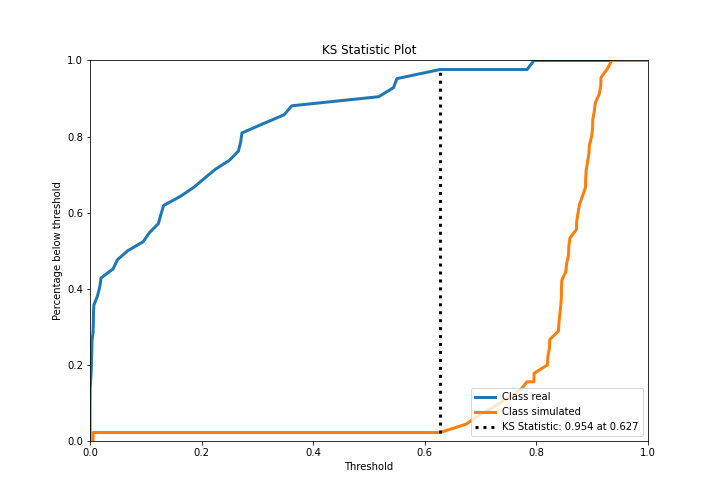 KS Statistic Plot
1.0
0.8
0.6
0.4
0.2
0.0
Percentage below threshold
0.0 0.2 0.4 0.6 0.8 1.0
Threshold
Class real
Class simulated
KS Statistic: 0.954 at 0.627